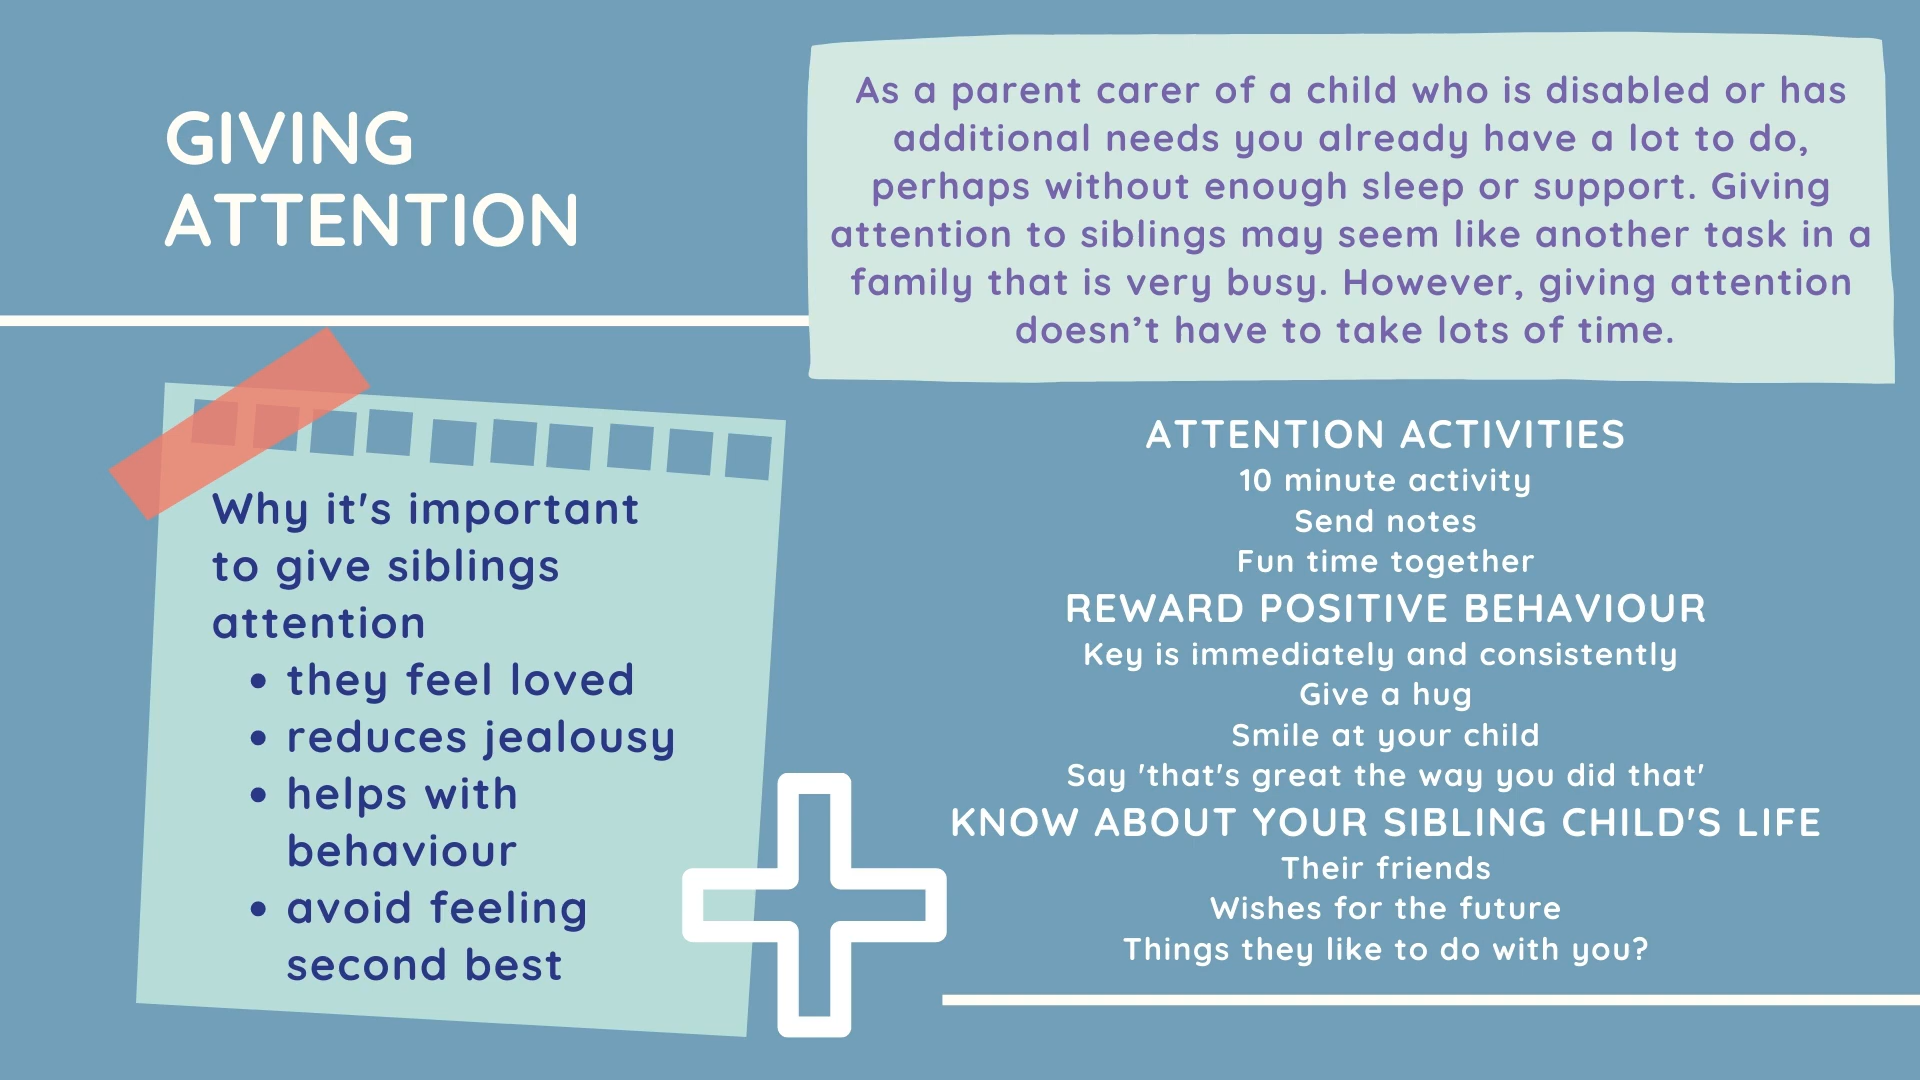 GIVING
ATTENTION
As a parent carer of a child who is disabled or has
additional needs you already have a lot to do,
perhaps without enough sleep or support. Giving
attention to siblings may seem like another task in a
family that is very busy. However, giving attention
doesn’t have to take lots of time.
Why it's important
to give siblings
attention
• they feel loved
• reduces jealousy
• helps with
behaviour
• avoid feeling
second best
ATTENTION ACTIVITIES
10 minute activity
Send notes
Fun time together
REWARD POSITIVE BEHAVIOUR
Key is immediately and consistently
Give a hug
Smile at your child
Say 'that's great the way you did that'
KNOW ABOUT YOUR SIBLING CHILD'S LIFE
Their friends
Wishes for the future
Things they like to do with you?